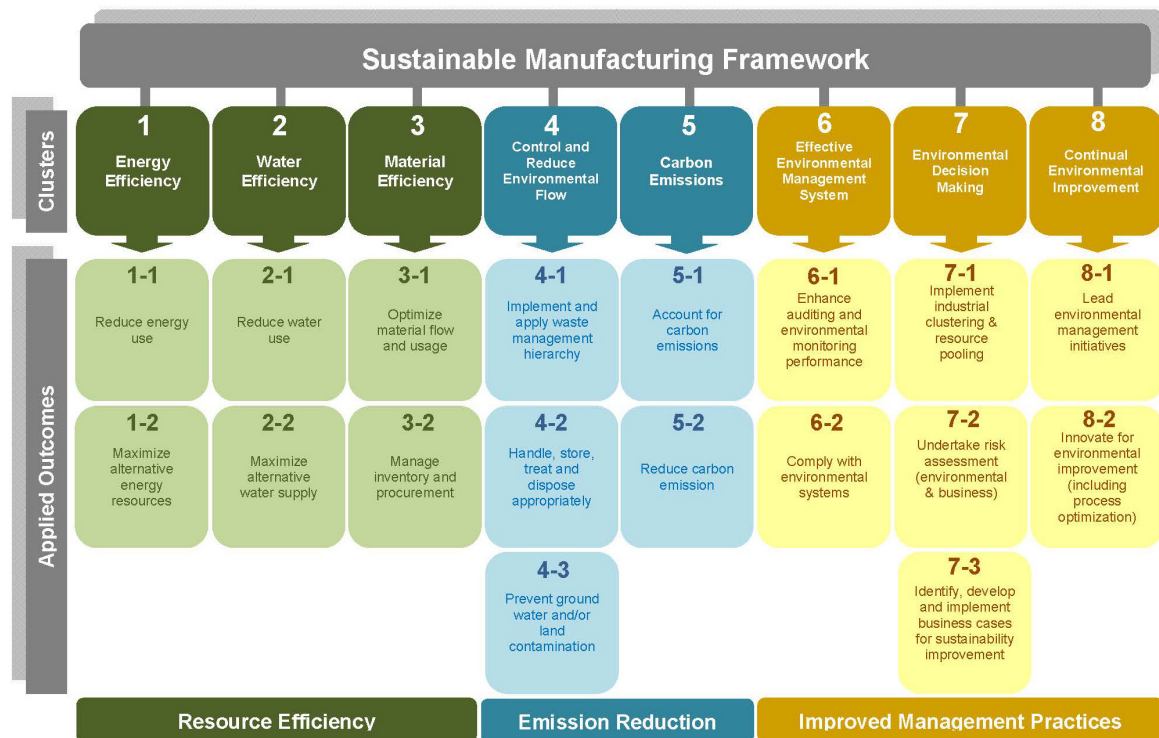 Sustainable Manufacturing Framework
Clusters
1
Energy
Efficiency
2
Water
Efficiency
3
Material
Efficiency
4
Control and
Reduce
Environmental
Flow
5
Carbon
Emissions
6
Effective
Environmental
Management
System
7
Environmental
Decision
Making
8
Continual
Environmental
Improvement
Applied Outcomes
1-1
Reduce energy
use
2-1
Reduce water
use
3-1
Optimize
material flow
and usage
4-1
Implement and
apply waste
management
hierarchy
5-1
Account for
carbon
emissions
6-1
Enhance
auditing and
environmental
monitoring
performance
7-1
Implement
industrial
clustering &
resource
pooling
8-1
Lead
environmental
management
initiatives
1-2
Maximize
alternative
energy
resources
2-2
Maximize
alternative
water supply
3-2
Manage
inventory and
procurement
4-2
Handle, store,
treat and
dispose
appropriately
5-2
Reduce carbon
emission
6-2
Comply with
environmental
systems
7-2
Undertake risk
assessment
(environmental
& business)
8-2
Innovate for
environmental
improvement
(including
process
optimization)
4-3
Prevent ground
water and/or
land
contamination
7-3
Identify, develop
and implement
business cases
for sustainability
improvement
Resource Efficiency
Emission Reduction
Improved Management Practices